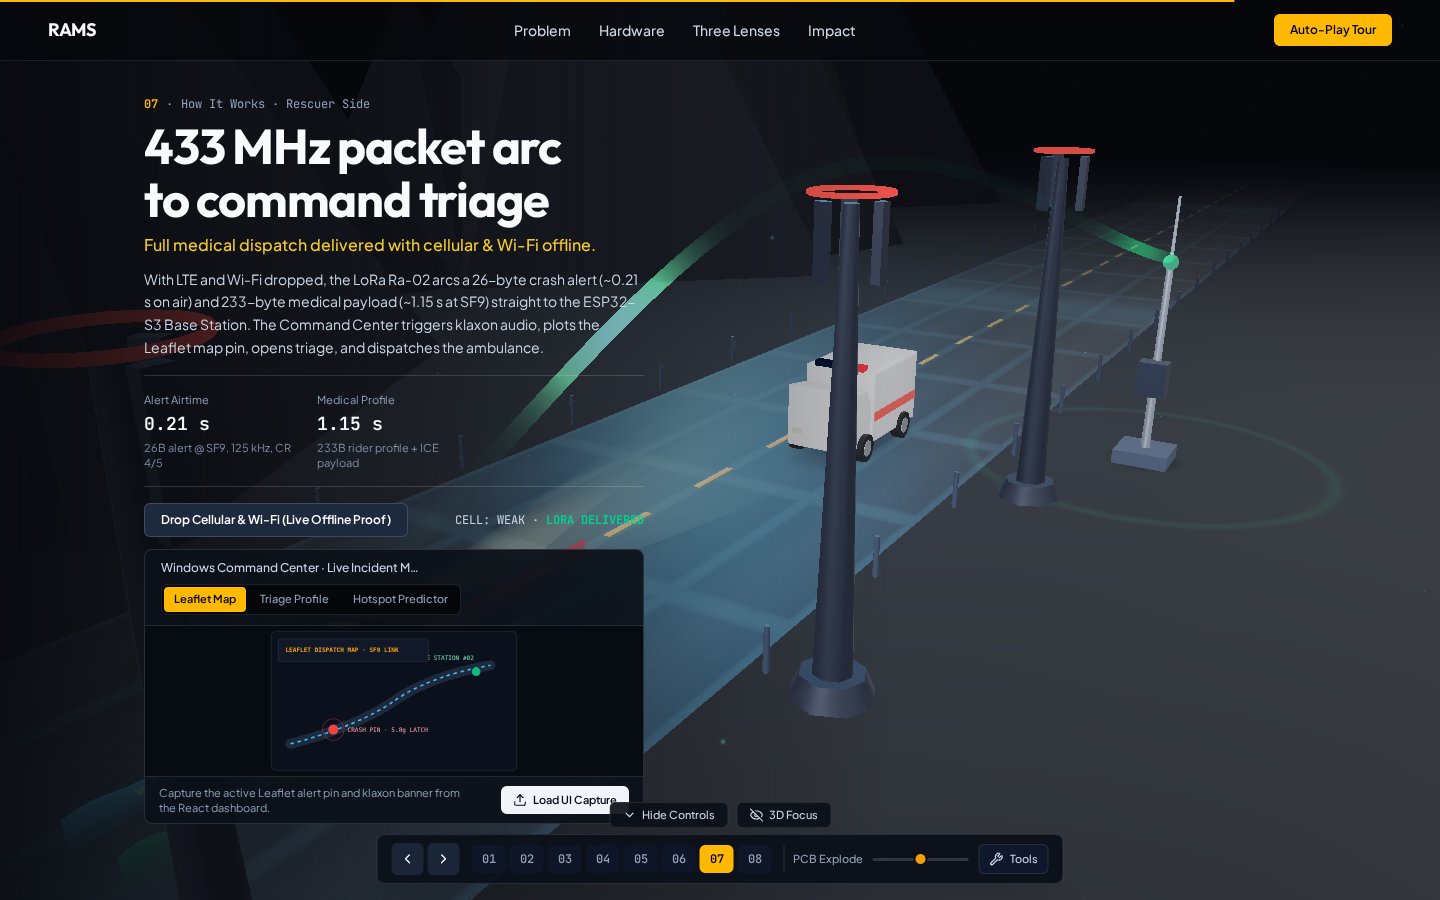 RAMS
Problem
Hardware
Three Lenses
Impact
Auto-Play Tour
07 · How It Works · Rescuer Side
433 MHz packet arc
to command triage
Full medical dispatch delivered with cellular & Wi-Fi offline.
With LTE and Wi-Fi dropped, the LoRa Ra-02 arcs a 26-byte crash alert (~0.21
s on air) and 233-byte medical payload (~1.15 s at SF9) straight to the ESP32-
S3 Base Station. The Command Center triggers klaxon audio, plots the
Leaflet map pin, opens triage, and dispatches the ambulance.
Alert Airtime
0.21 s
26B alert @ SF9, 125 kHz, CR
4/5
Medical Profile
1.15 s
233B rider profile + ICE
payload
Drop Cellular & Wi-Fi (Live Offline Proof)
CELL: WEAK · LORA DELIVERED
Windows Command Center · Live Incident M…
Leaflet Map
Triage Profile
Hotspot Predictor
LEAFLET DISPATCH MAP · SF9 LINK
E STATION #02
CRASH PIN · 5.8g LATCH
Capture the active Leaflet alert pin and klaxon banner from
the React dashboard.
Load UI Capture
Hide Controls
3D Focus
01
02
03
04
05
06
07
08
PCB Explode
Tools